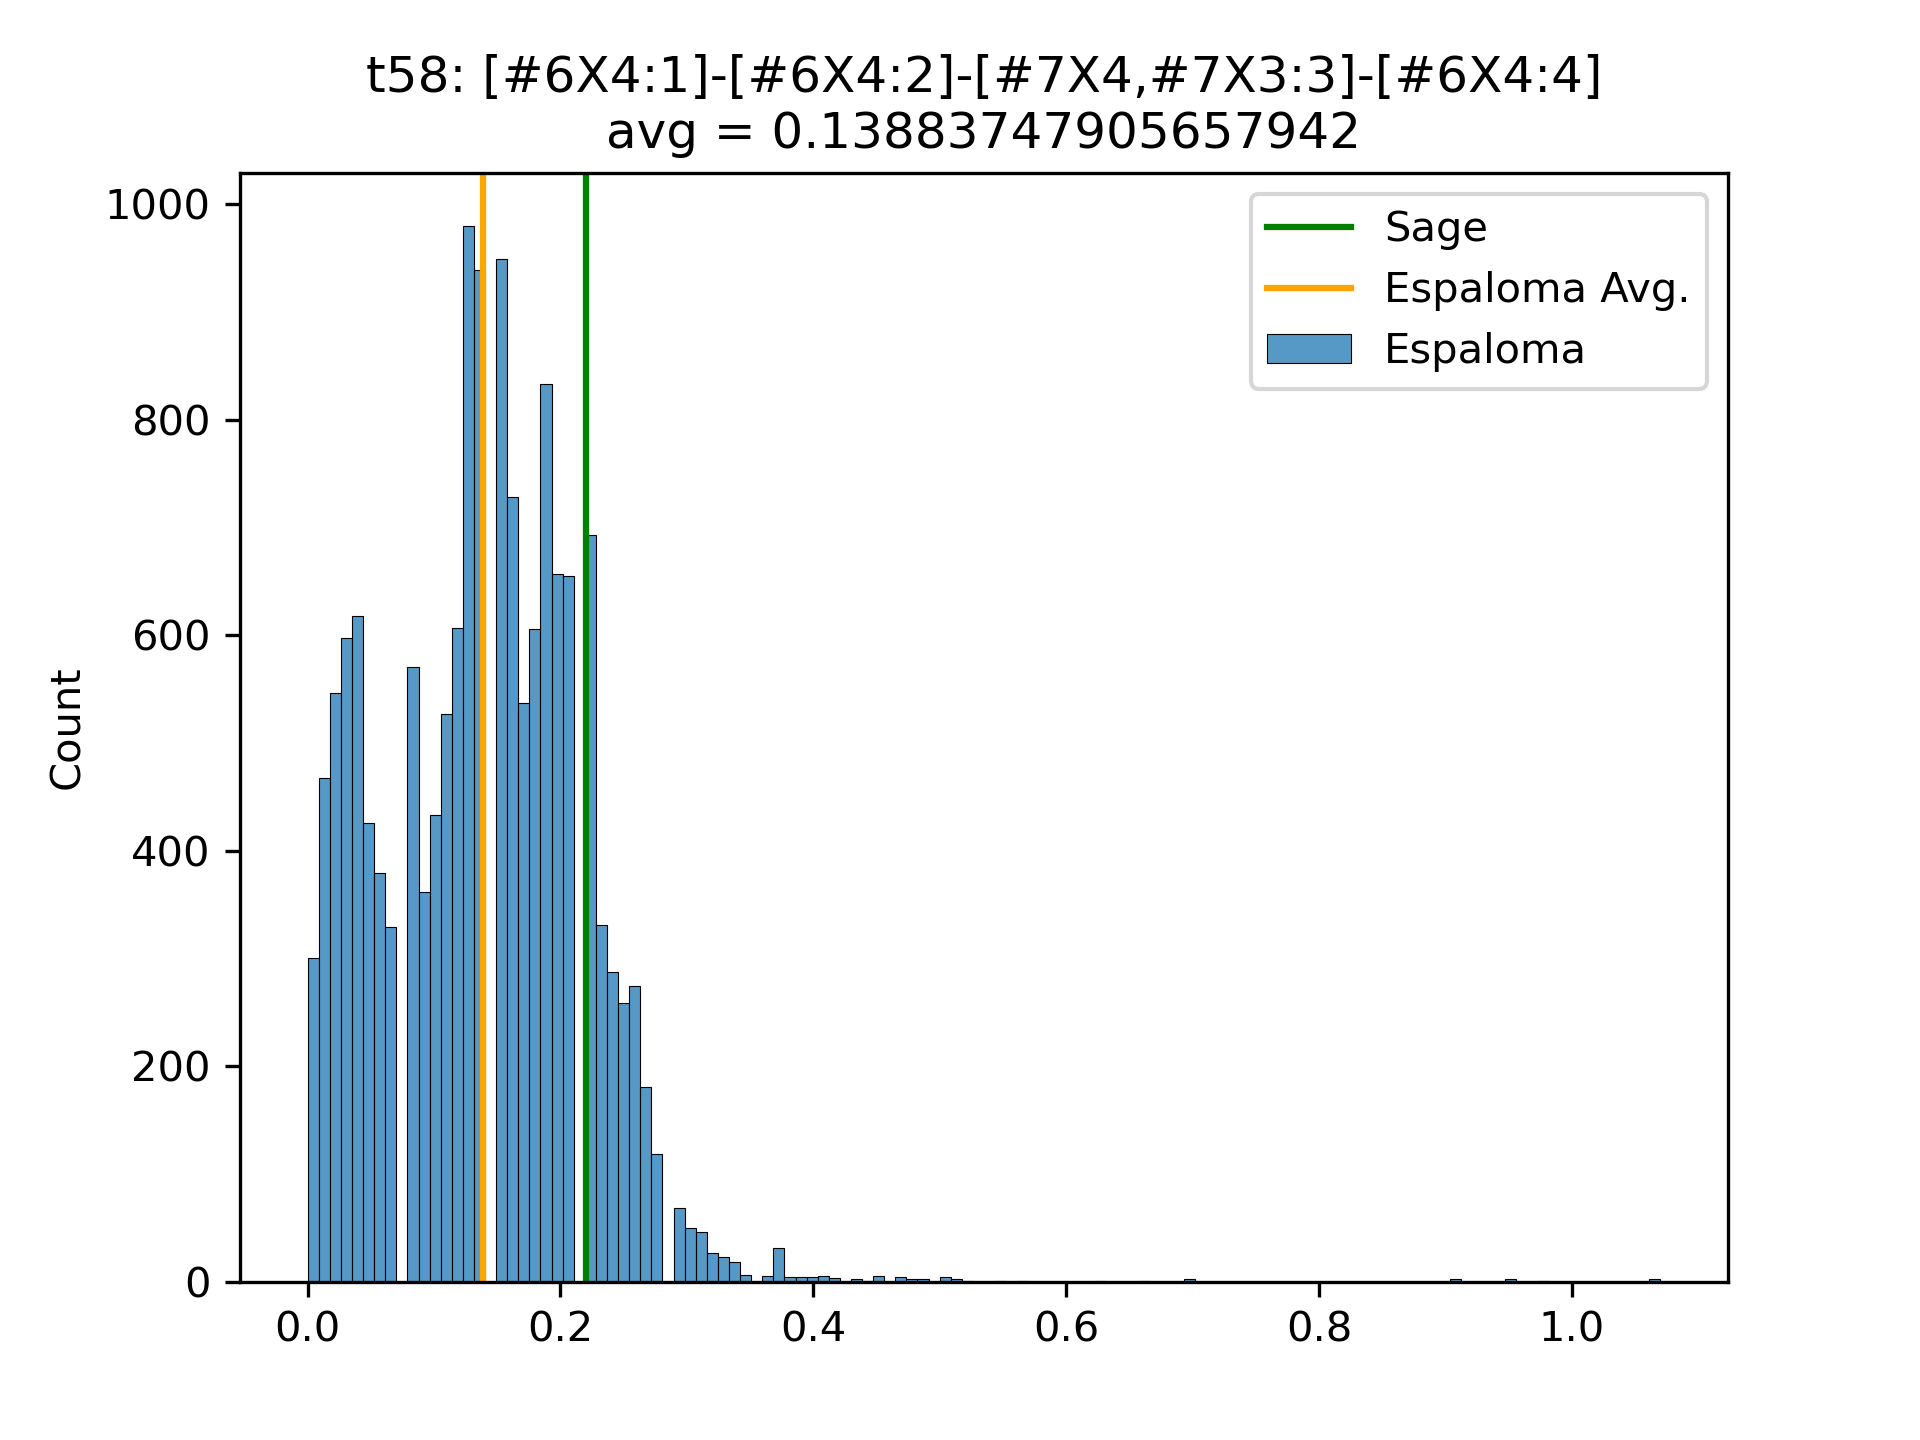 t58: [#6X4:1]-[#6X4:2]-[#7X4,#7X3:3]-[#6X4:4]
avg = 0.13883747905657942
Sage
Espaloma Avg.
Espaloma
Count
1000
800
600
400
200
0
0.0
0.2
0.4
0.6
0.8
1.0